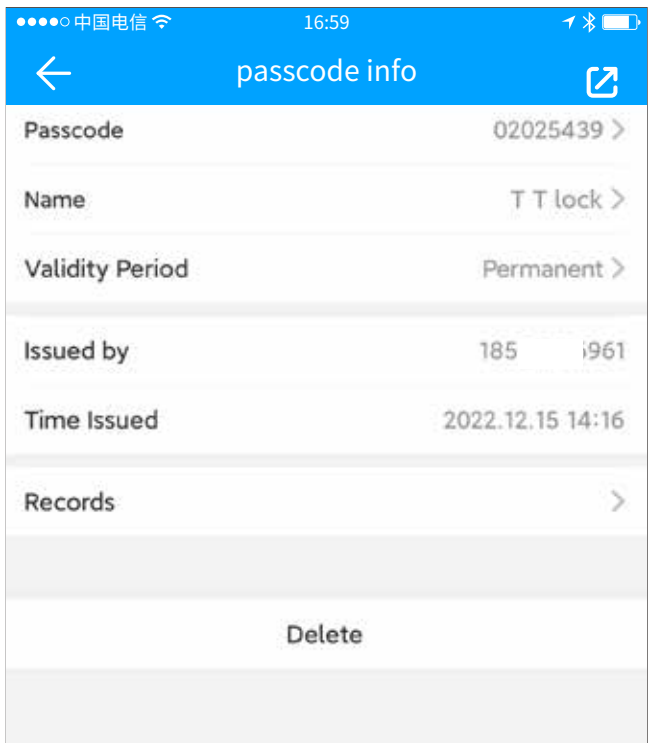 中国电信 16:59
passcode info
Passcode 02025439
Name T T lock
Validity Period Permanent
Issued by 185 961
Time Issued 2022.12.15 14:16
Records
Delete